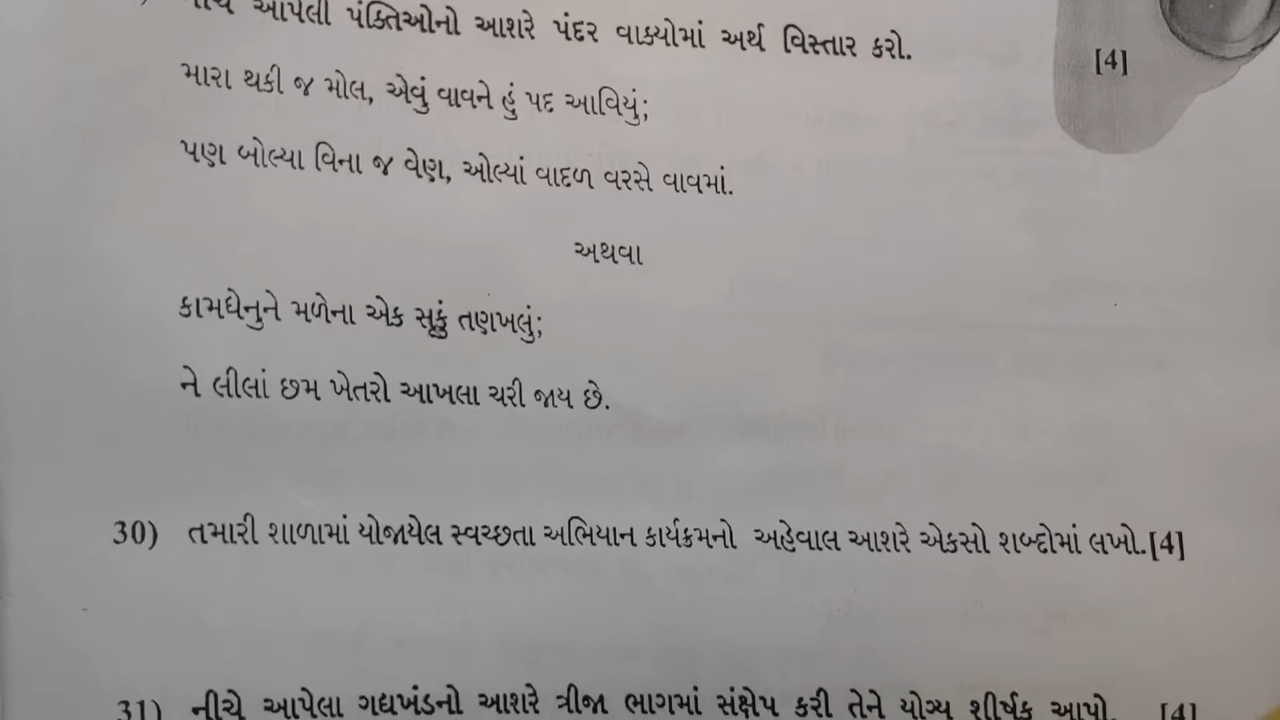 આપેલી પંક્તિઓનો આશરે પંદર વાક્યોમાં અર્થ વિસ્તાર કરો.
[4]
મારા થકી જ મોલ, એવું વાવને હું પદ આવિયું;
પણ બોલ્યા વિના જ વેણ, ઓલ્યાં વાદળ વરસે વાવમાં.
અથવા
કામધેનુને મળેના એક સૂકું તણખલું;
ને લીલાં છમ ખેતરો આખલા ચરી જાય છે.
30) તમારી શાળામાં યોજાયેલ સ્વચ્છતા અભિયાન કાર્યક્રમનો અહેવાલ આશરે એકસો શબ્દોમાં લખો.[4]
31) નીચે આપેલા ગદ્યખંડનો આશરે ત્રીજા ભાગમાં સંક્ષેપ કરી તેને યોગ્ય શીર્ષક આપો. [4]